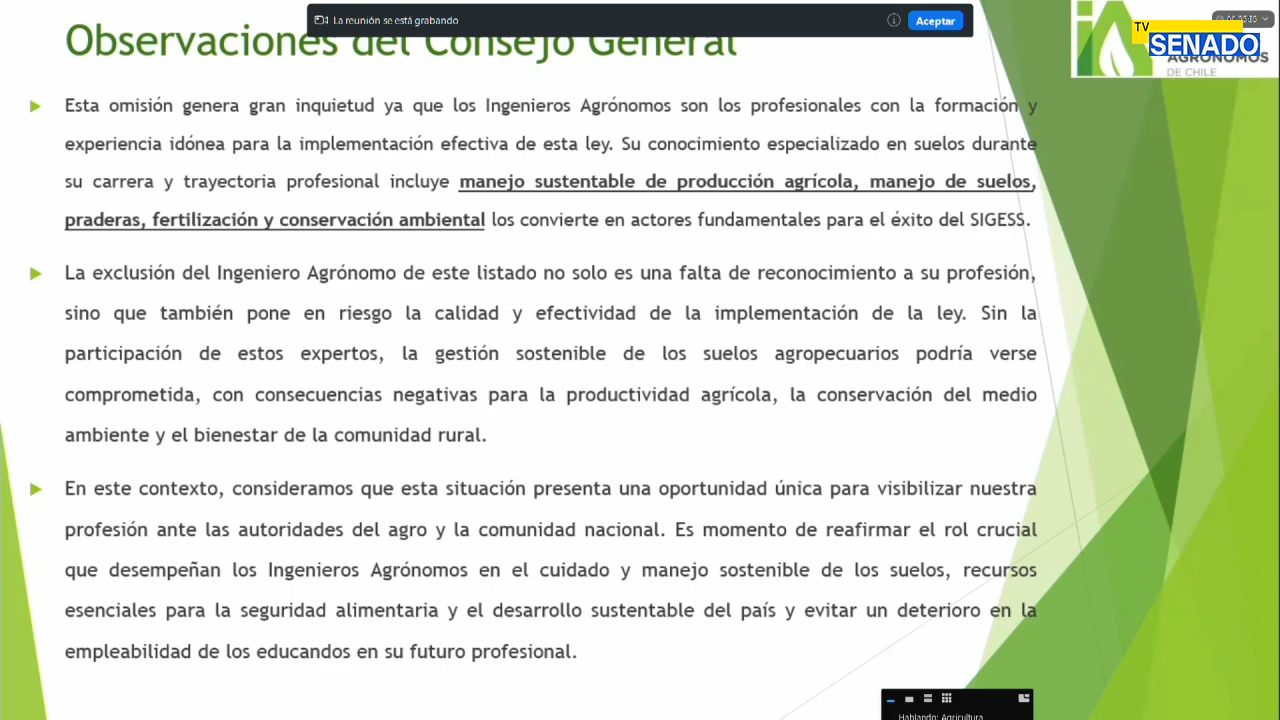 La reunión se está grabando
Aceptar
Observaciones del Consejo General
TV
SENADO
AGRÓNOMOS
DE CHILE
Esta omisión genera gran inquietud ya que los Ingenieros Agrónomos son los profesionales con la formación y
experiencia idónea para la implementación efectiva de esta ley. Su conocimiento especializado en suelos durante
su carrera y trayectoria profesional incluye manejo sustentable de producción agrícola, manejo de suelos,
praderas, fertilización y conservación ambiental los convierte en actores fundamentales para el éxito del SIGESS.
La exclusión del Ingeniero Agrónomo de este listado no solo es una falta de reconocimiento a su profesión,
sino que también pone en riesgo la calidad y efectividad de la implementación de la ley. Sin la
participación de estos expertos, la gestión sostenible de los suelos agropecuarios podría verse
comprometida, con consecuencias negativas para la productividad agrícola, la conservación del medio
ambiente y el bienestar de la comunidad rural.
En este contexto, consideramos que esta situación presenta una oportunidad única para visibilizar nuestra
profesión ante las autoridades del agro y la comunidad nacional. Es momento de reafirmar el rol crucial
que desempeñan los Ingenieros Agrónomos en el cuidado y manejo sostenible de los suelos, recursos
esenciales para la seguridad alimentaria y el desarrollo sustentable del país y evitar un deterioro en la
empleabilidad de los educandos en su futuro profesional.
Hablando: Agricultura